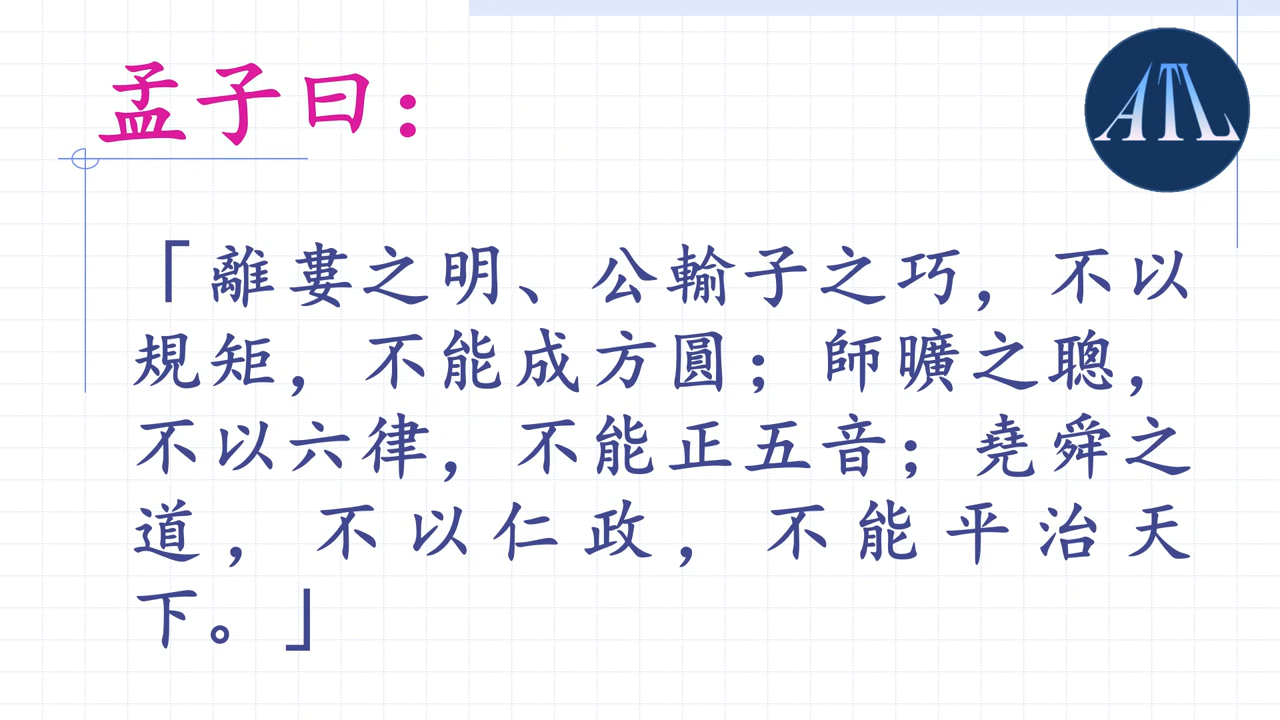 孟子曰：
ATL
「離婁之明、公輸子之巧，不以
規矩，不能成方圓；師曠之聰，
不以六律，不能正五音；堯舜之
道，不以仁政，不能平治天
下。」